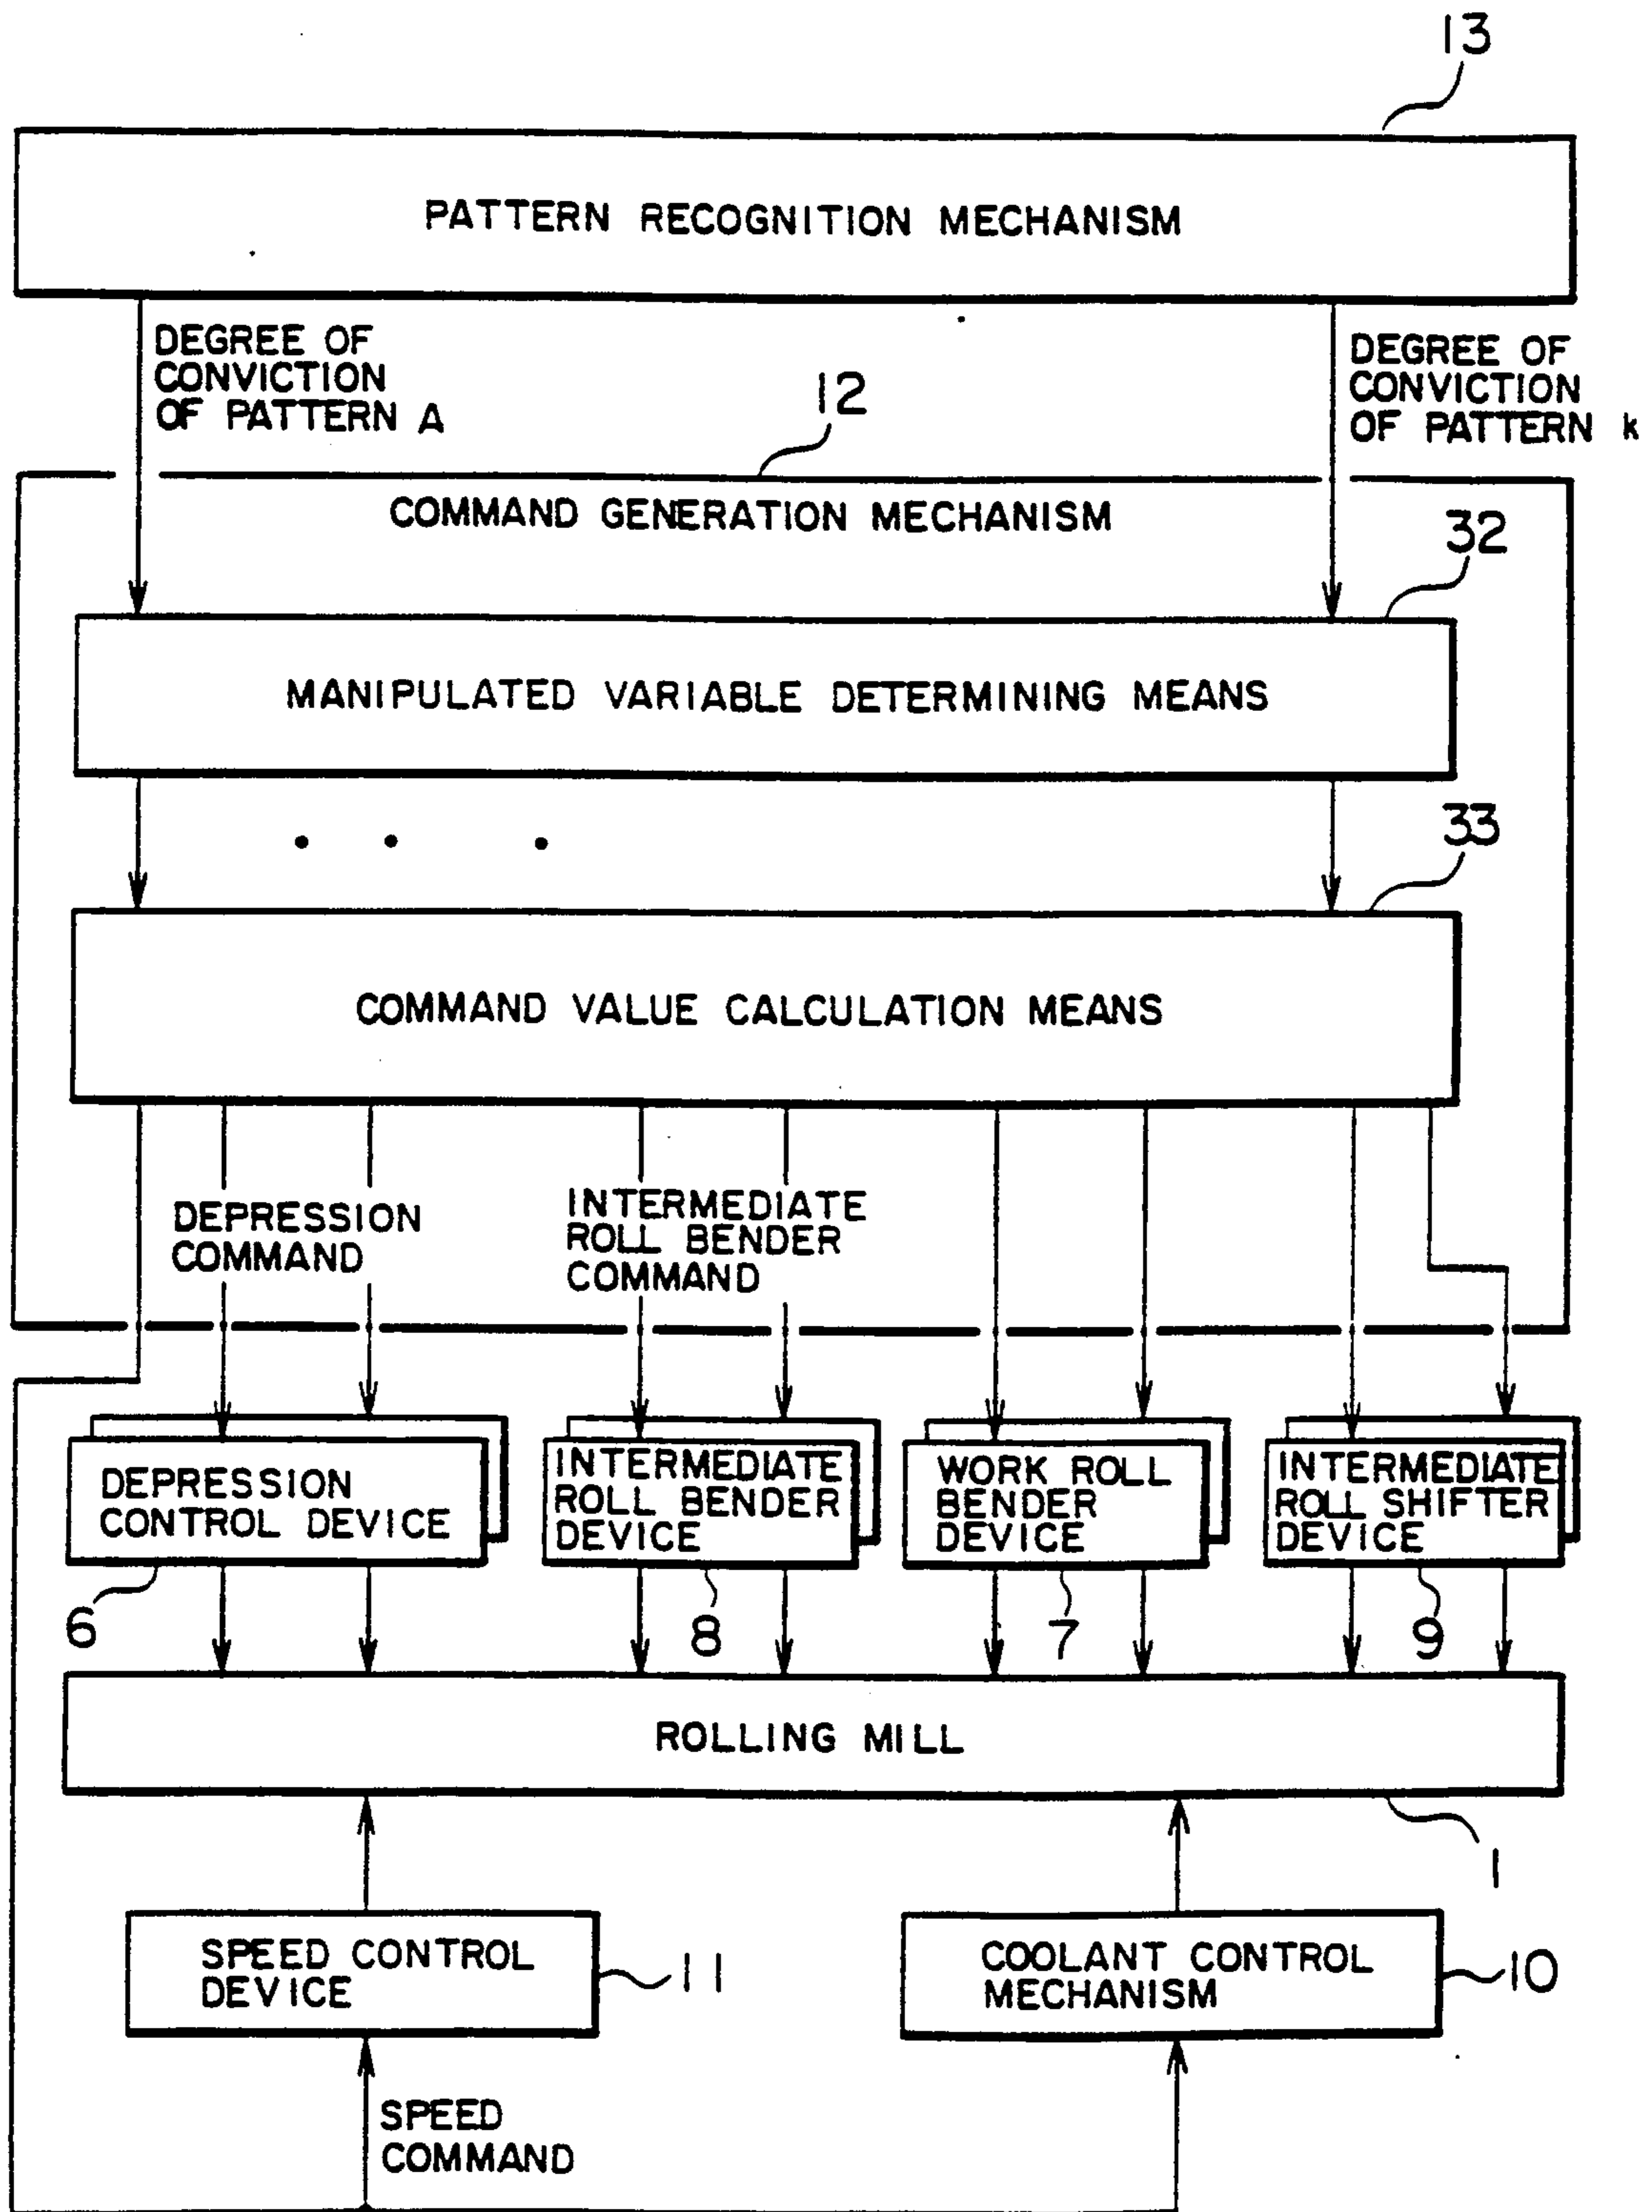 13
PATTERN RECOGNITION MECHANISM
DEGREE OF
CONVICTION
OF PATTERN A
DEGREE OF
CONVICTION
OF PATTERN k
12
COMMAND GENERATION MECHANISM
32
MANIPULATED VARIABLE DETERMINING MEANS
33
COMMAND VALUE CALCULATION MEANS
DEPRESSION
COMMAND
INTERMEDIATE
ROLL BENDER
COMMAND
DEPRESSION
CONTROL DEVICE
INTERMEDIATE
ROLL BENDER
DEVICE
WORK ROLL
BENDER
DEVICE
INTERMEDIATE
ROLL SHIFTER
DEVICE
6
8
7
9
ROLLING MILL
1
SPEED CONTROL
DEVICE
11
COOLANT CONTROL
MECHANISM
10
SPEED
COMMAND